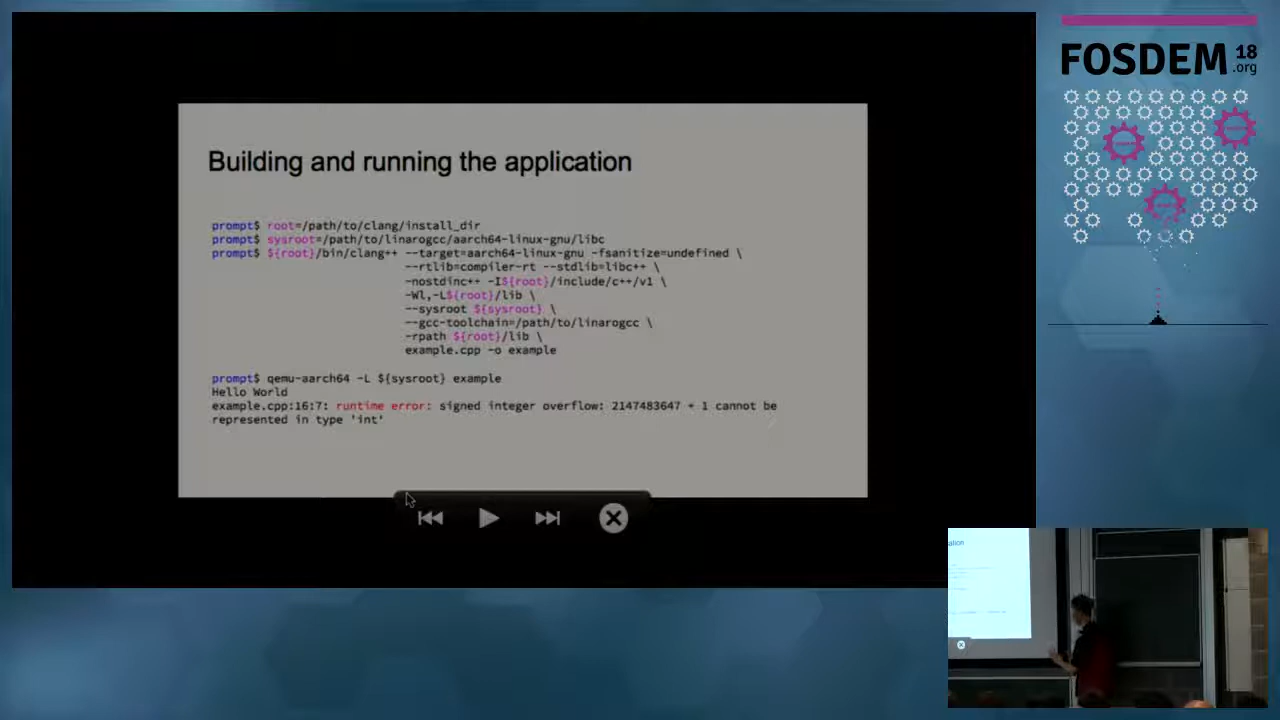 FOSDEM 18
.org
Building and running the application
prompt$ root=/path/to/clang/install_dir
prompt$ sysroot=/path/to/linarogcc/aarch64-linux-gnu/libc
prompt$ ${root}/bin/clang++ --target=aarch64-linux-gnu -fsanitize=undefined \
--rtlib=compiler-rt --stdlib=libc++ \
-nostdinc++ -I${root}/include/c++/v1 \
-Wl,-L${root}/lib \
--sysroot ${sysroot} \
--gcc-toolchain=/path/to/linarogcc \
-rpath ${root}/lib \
example.cpp -o example
prompt$ qemu-aarch64 -L ${sysroot} example
Hello World
example.cpp:16:7: runtime error: signed integer overflow: 2147483647 + 1 cannot be
represented in type 'int'